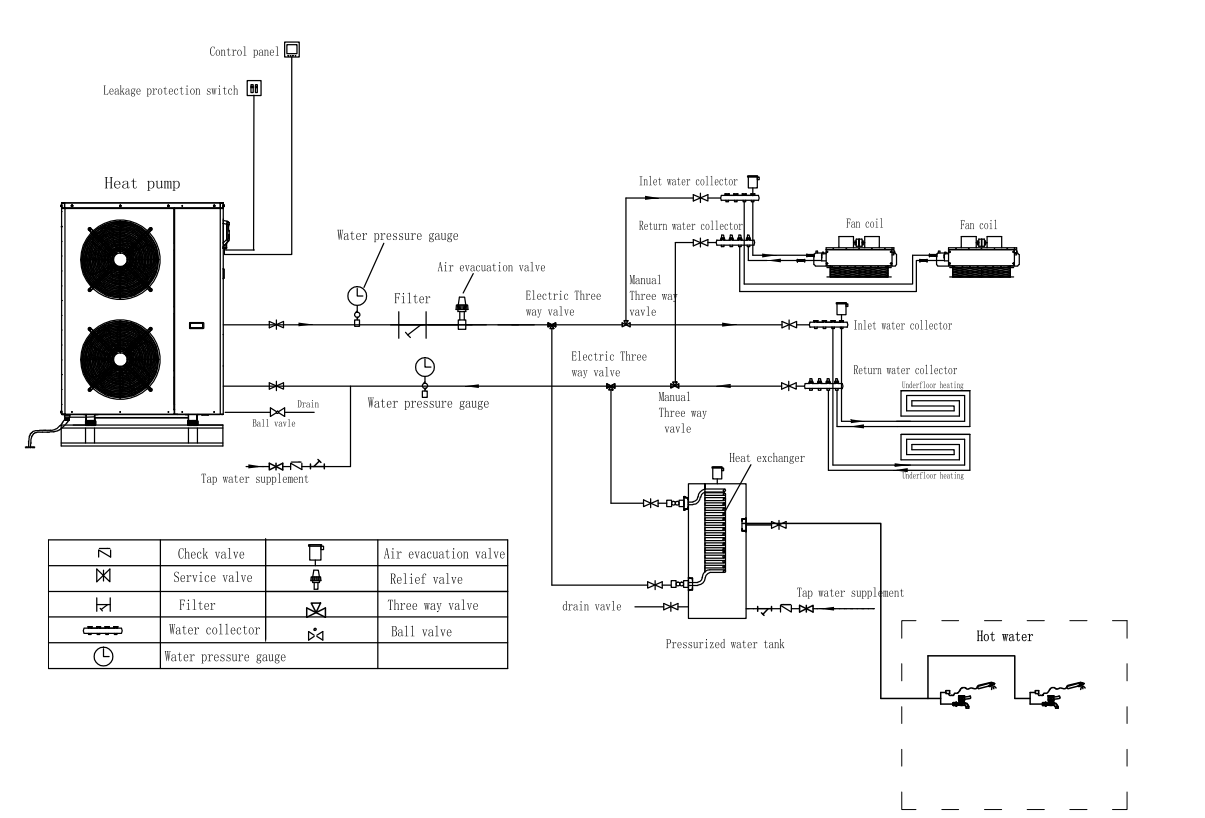 Control panel
Leakage protection switch
Heat pump
Inlet water collector
Return water collector
Fan coil
Fan coil
Water pressure gauge
Air evacuation valve
Filter
Electric Three
way valve
Manual
Three way
vavle
Inlet water collector
Electric Three
way valve
Return water collector
Underfloor heating
Water pressure gauge
Manual
Three way
vavle
Drain
Ball vavle
Tap water supplement
Heat exchanger
Underfloor heating
Check valve
Air evacuation valve
Service valve
Relief valve
Filter
Three way valve
Water collector
Ball valve
Water pressure gauge
drain vavle
Tap water supplement
Pressurized water tank
Hot water